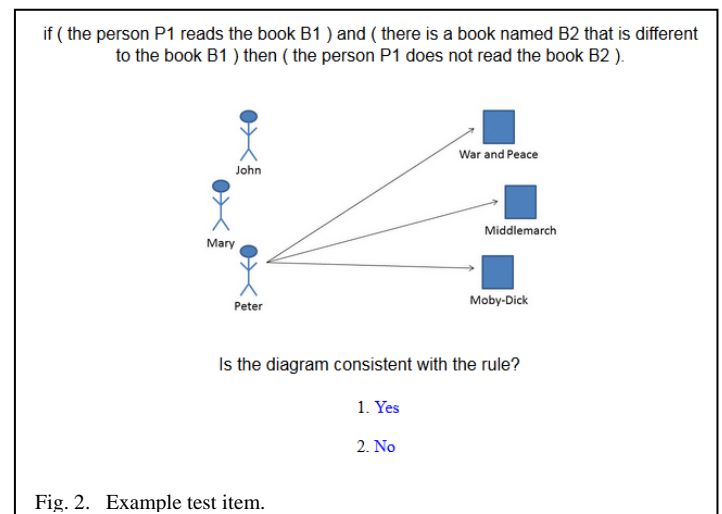 if ( the person P1 reads the book B1 ) and ( there is a book named B2 that is different
to the book B1 ) then ( the person P1 does not read the book B2 ).
John
War and Peace
Mary
Middlemarch
Peter
Moby-Dick
Is the diagram consistent with the rule?
1. Yes
2. No
Fig. 2. Example test item.